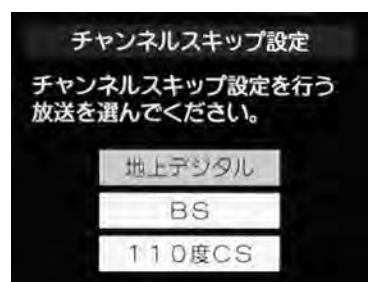 チャンネルスキップ設定
チャンネルスキップ設定を行う
放送を選んでください。
地上デジタル
BS
110度CS